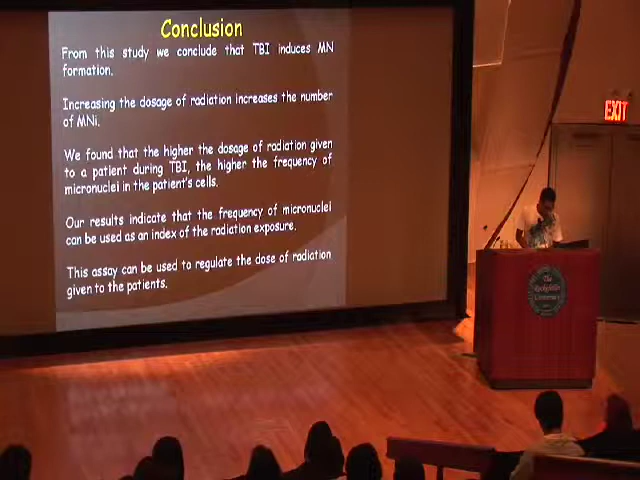 Conclusion
From this study we conclude that TBI induces MN
formation.
Increasing the dosage of radiation increases the number
of MNi.
We found that the higher the dosage of radiation given
to a patient during TBI, the higher the frequency of
micronuclei in the patient's cells.
Our results indicate that the frequency of micronuclei
can be used as an index of the radiation exposure.
This assay can be used to regulate the dose of radiation
given to the patients.
EXIT
The
Rockefeller
University